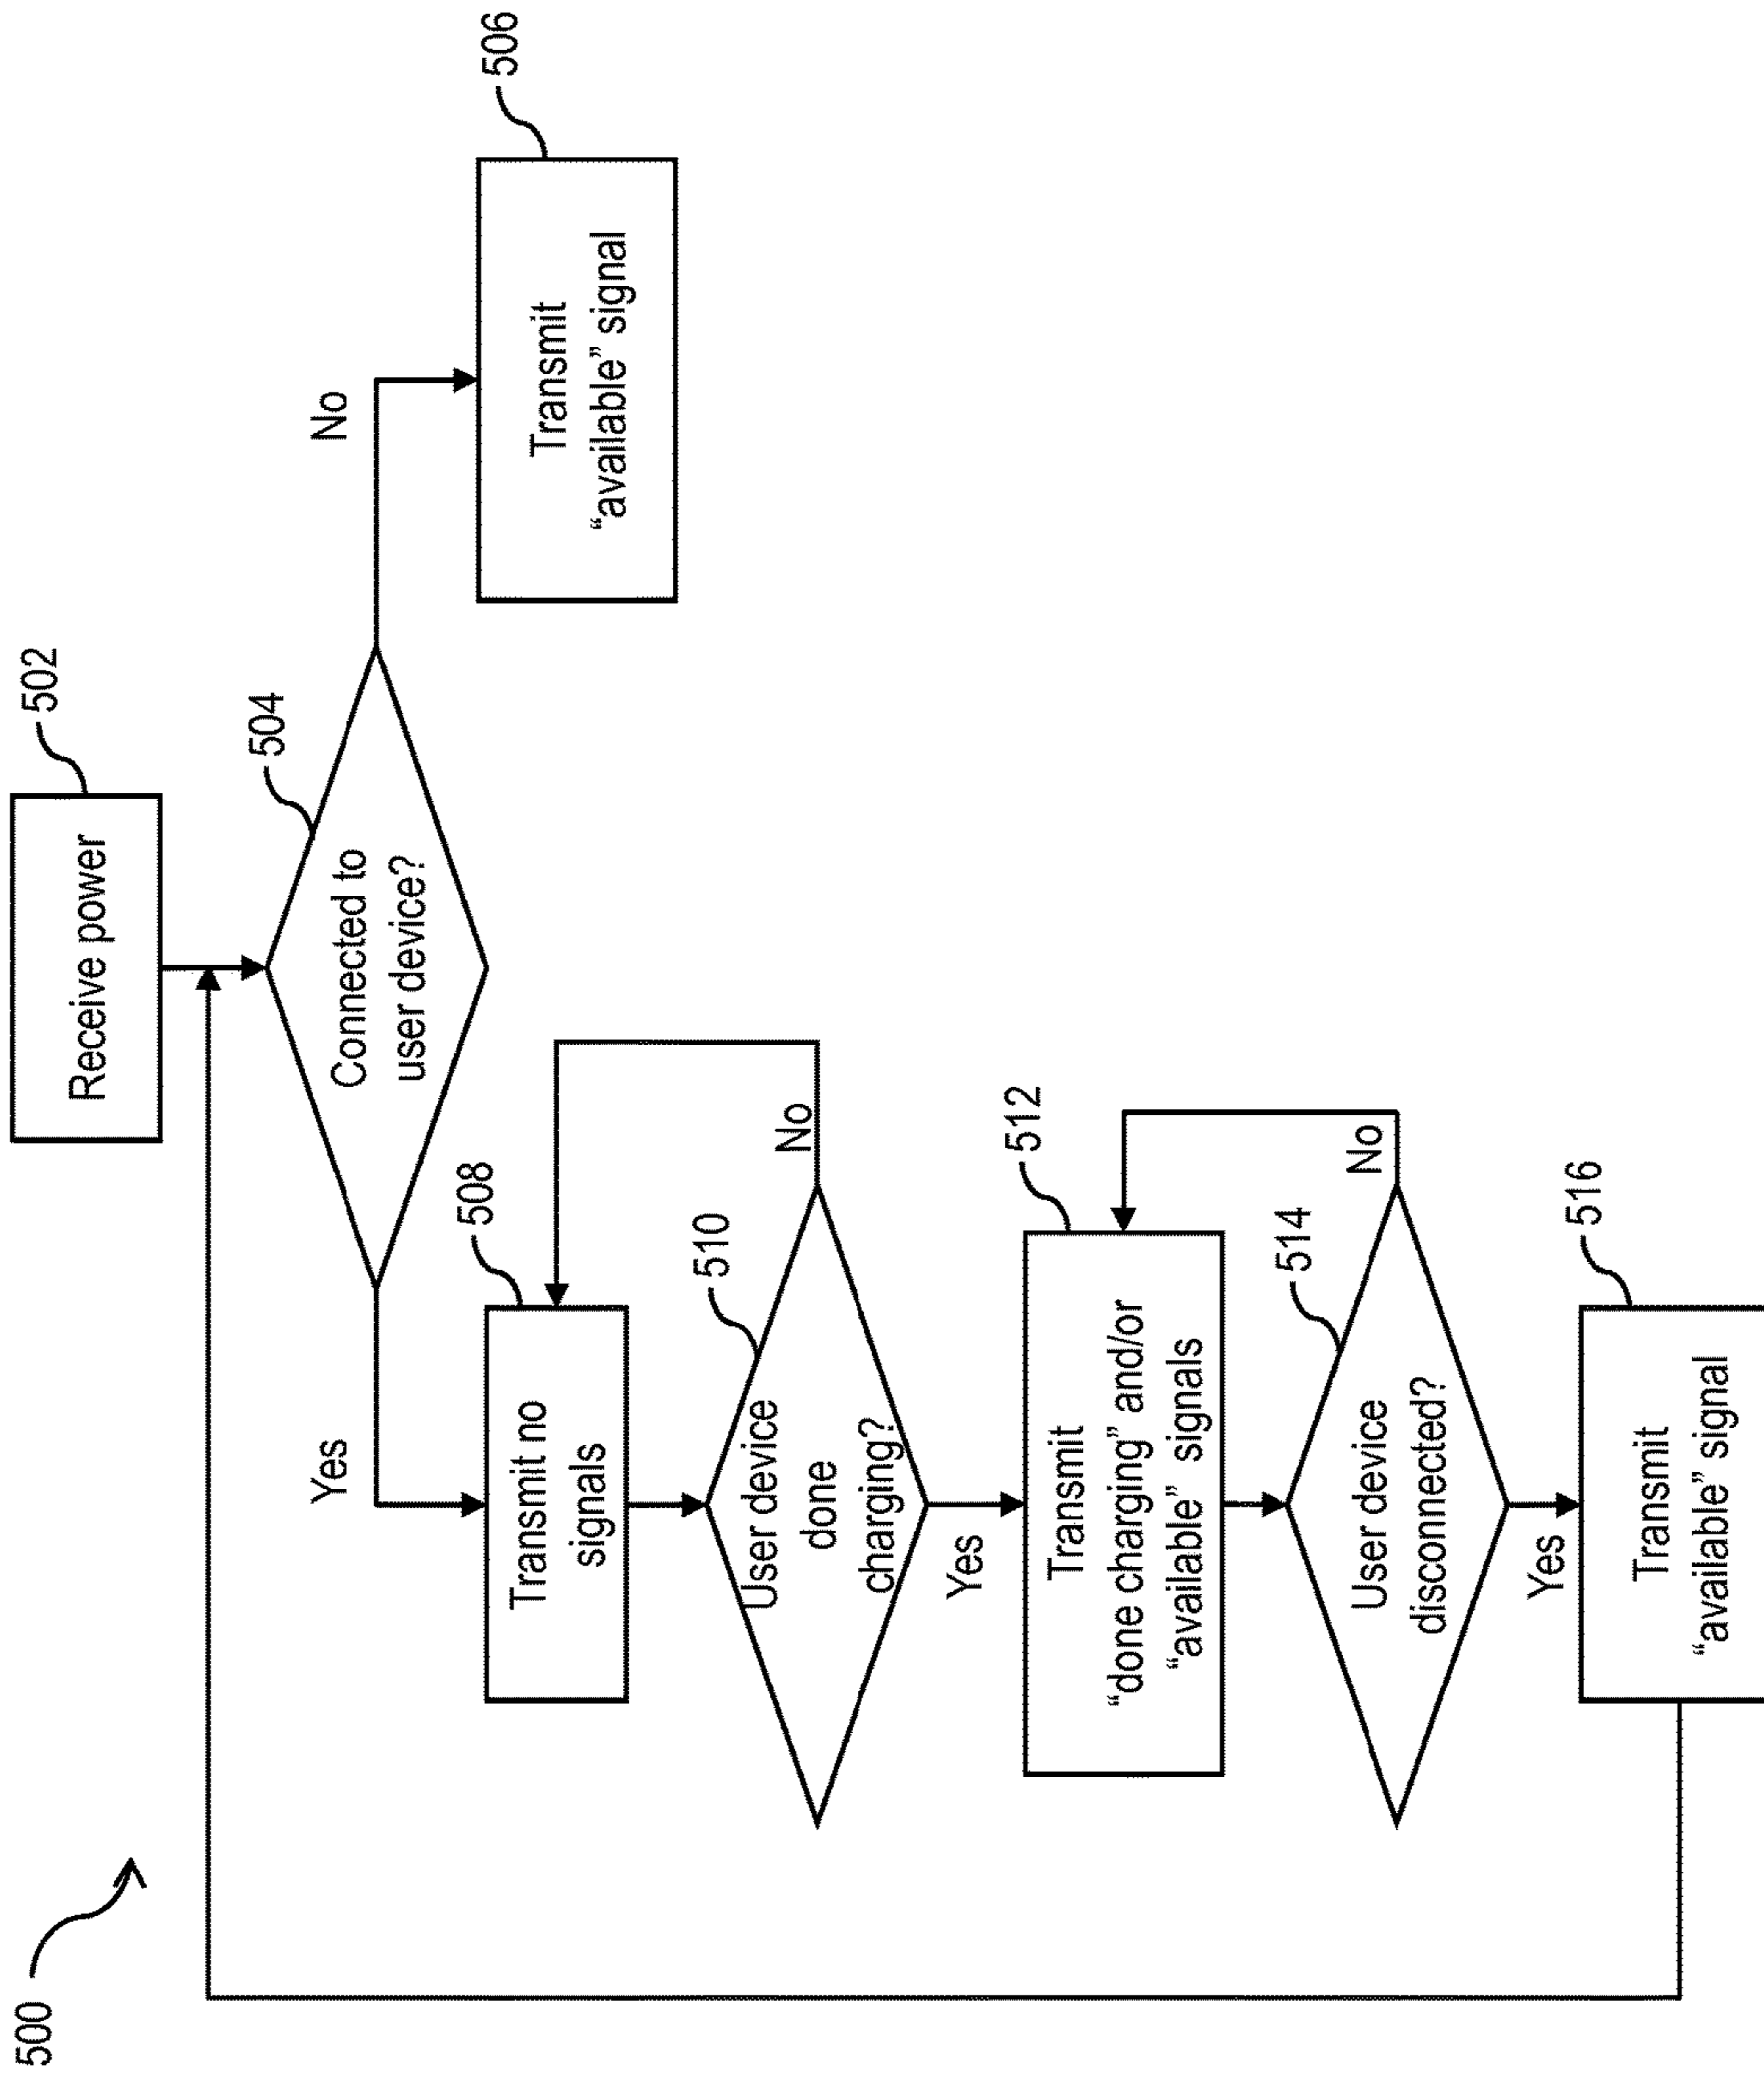 500
502
Receive power
504
Connected to
user device?
No
506
Transmit
“available” signal
Yes
508
Transmit no
signals
510
User device
done
charging?
No
Yes
512
Transmit
“done charging” and/or
“available” signals
514
User device
disconnected?
No
Yes
516
Transmit
“available” signal